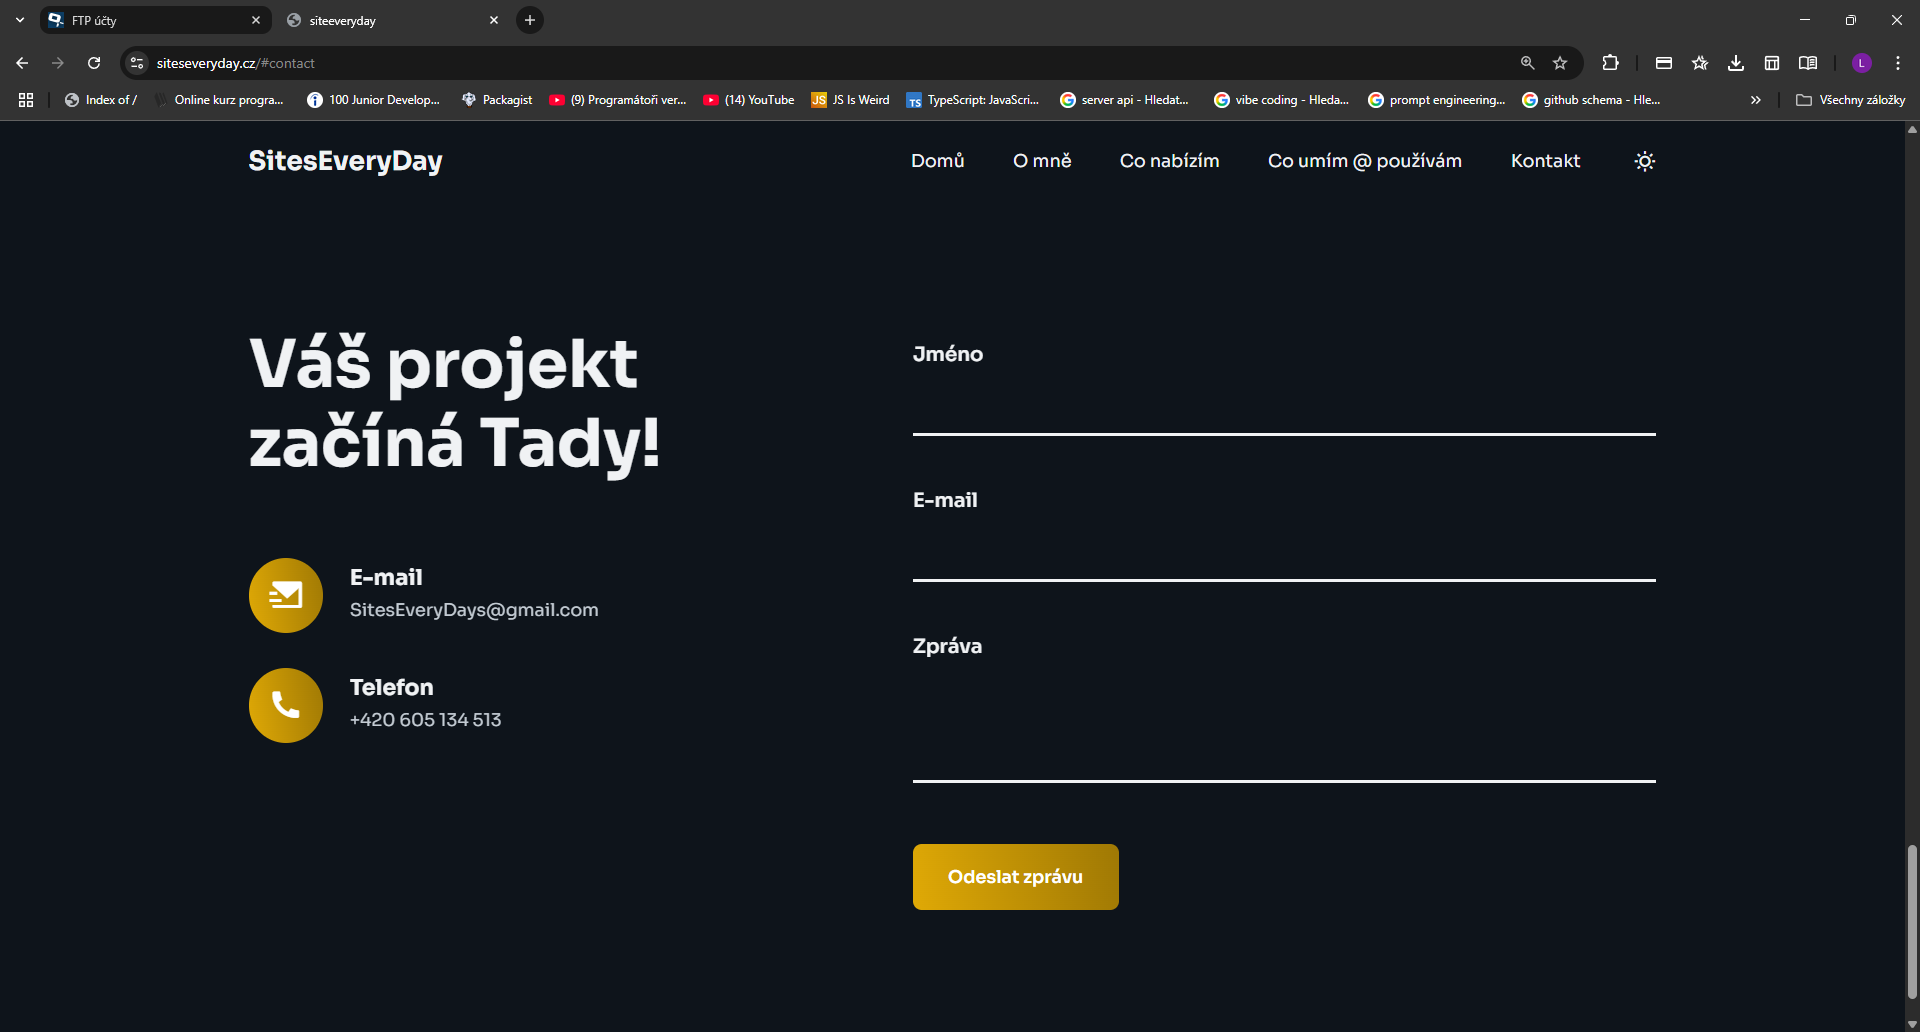 FTP účty
siteeveryday
siteseveryday.cz/#contact
L
Index of /
Online kurz progra...
100 Junior Develop...
Packagist
(9) Programátoři ver...
(14) YouTube
JS
JS Is Weird
TS
TypeScript: JavaScri...
server api - Hledat...
vibe coding - Hleda...
prompt engineering...
github schema - Hle...
Všechny záložky
SitesEveryDay
Domů
O mně
Co nabízím
Co umím @ používám
Kontakt
Váš projekt
začíná Tady!
E-mail
SitesEveryDays@gmail.com
Telefon
+420 605 134 513
Jméno
E-mail
Zpráva
Odeslat zprávu